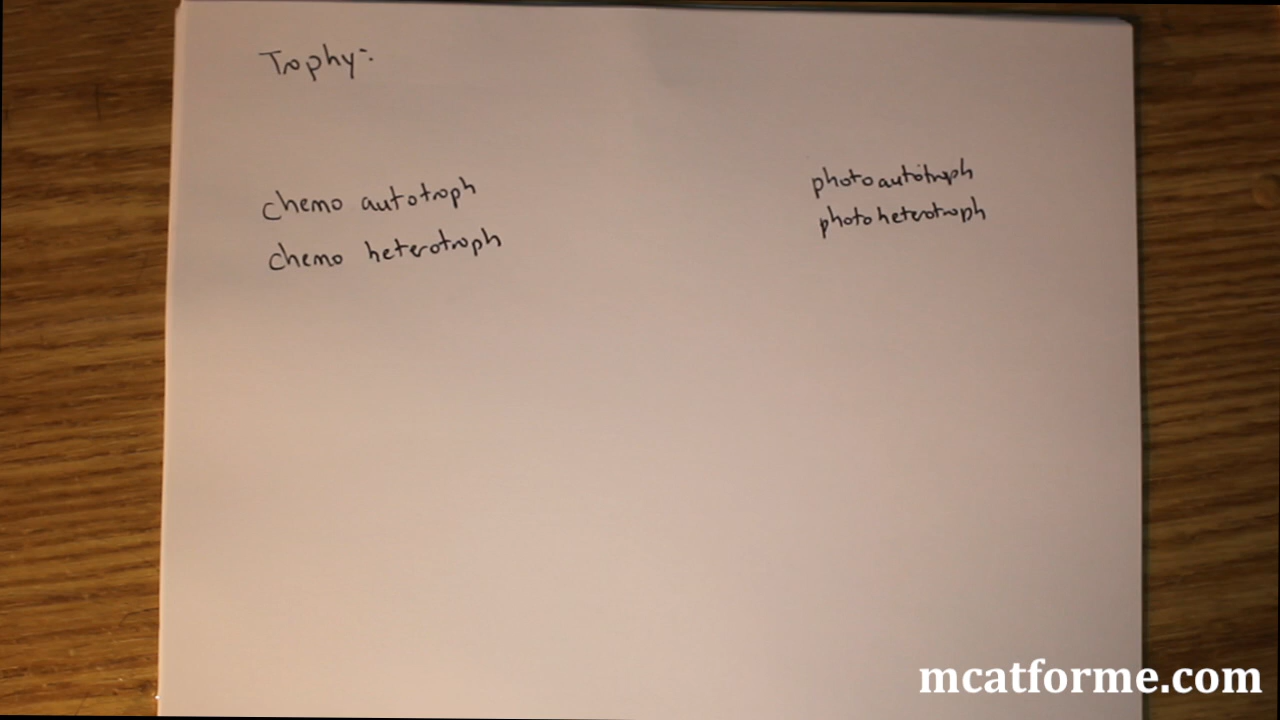 Trophy:
chemo autotroph
chemo heterotroph
photoautotroph
photoheterotroph
mcatforme.com